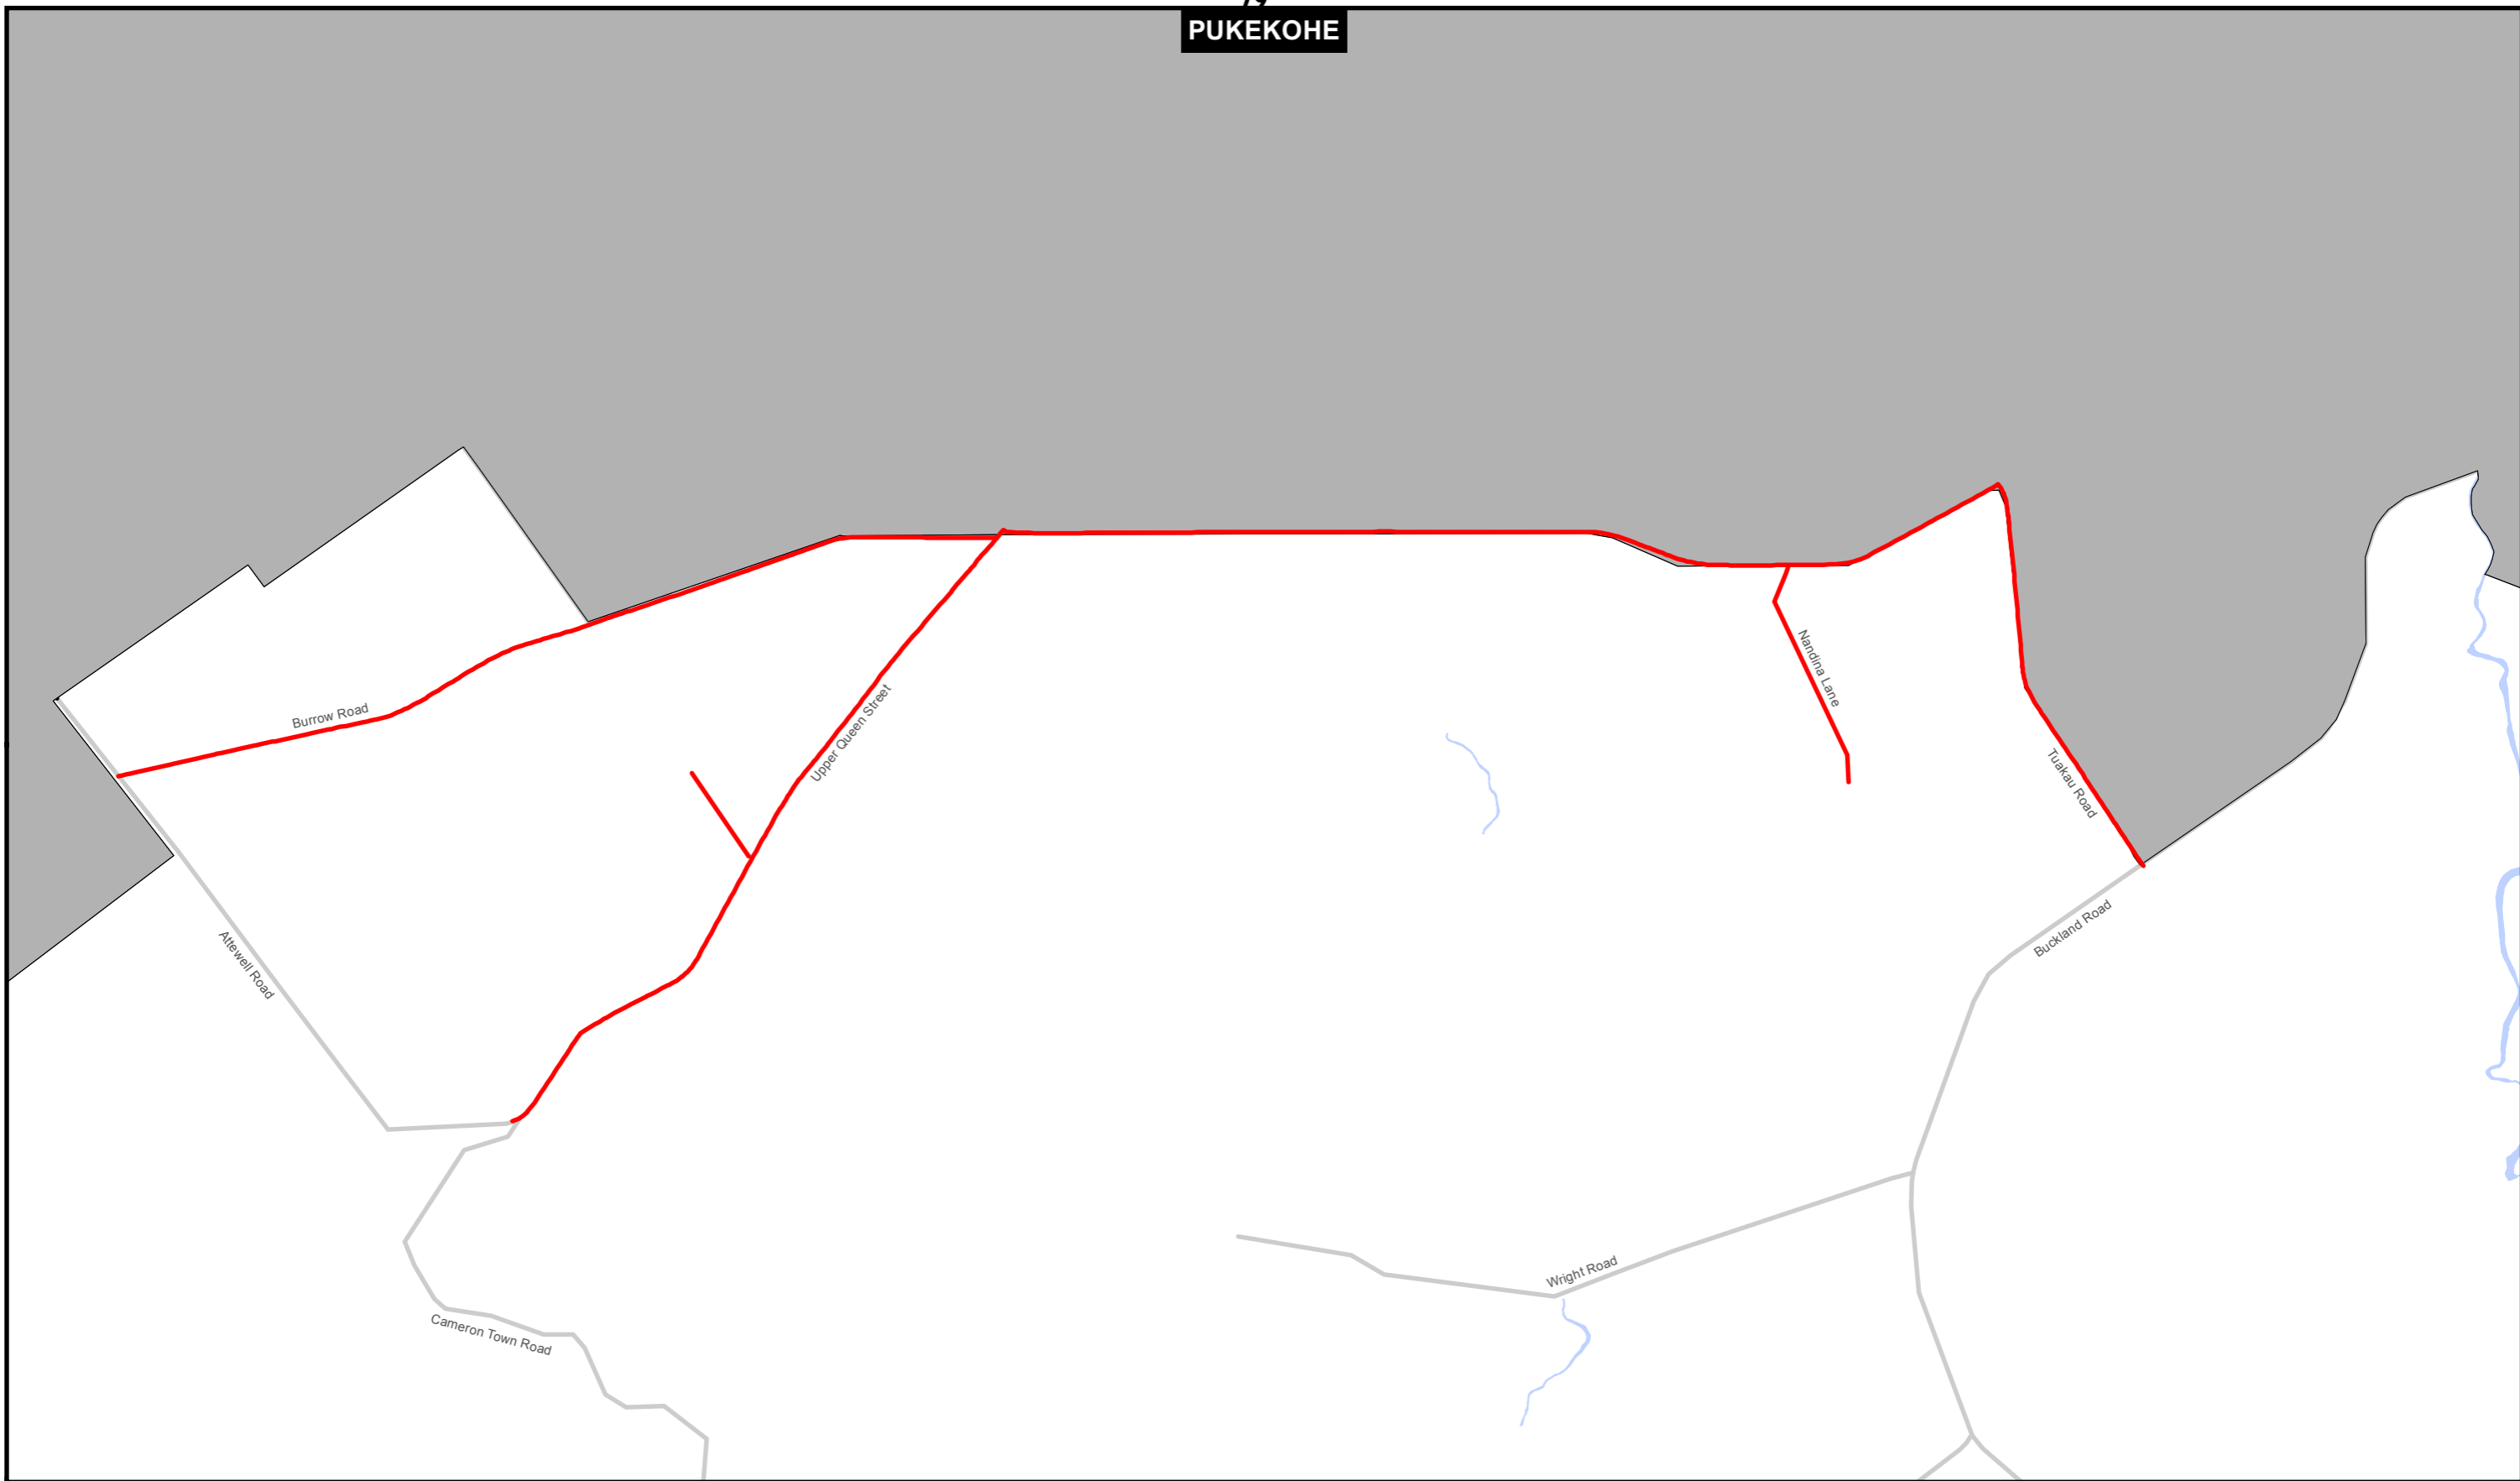 PUKEKOHE
Burrow Road
Upper Queen Street
Nandina Lane
Tuakau Road
Attewell Road
Buckland Road
Wright Road
Cameron Town Road